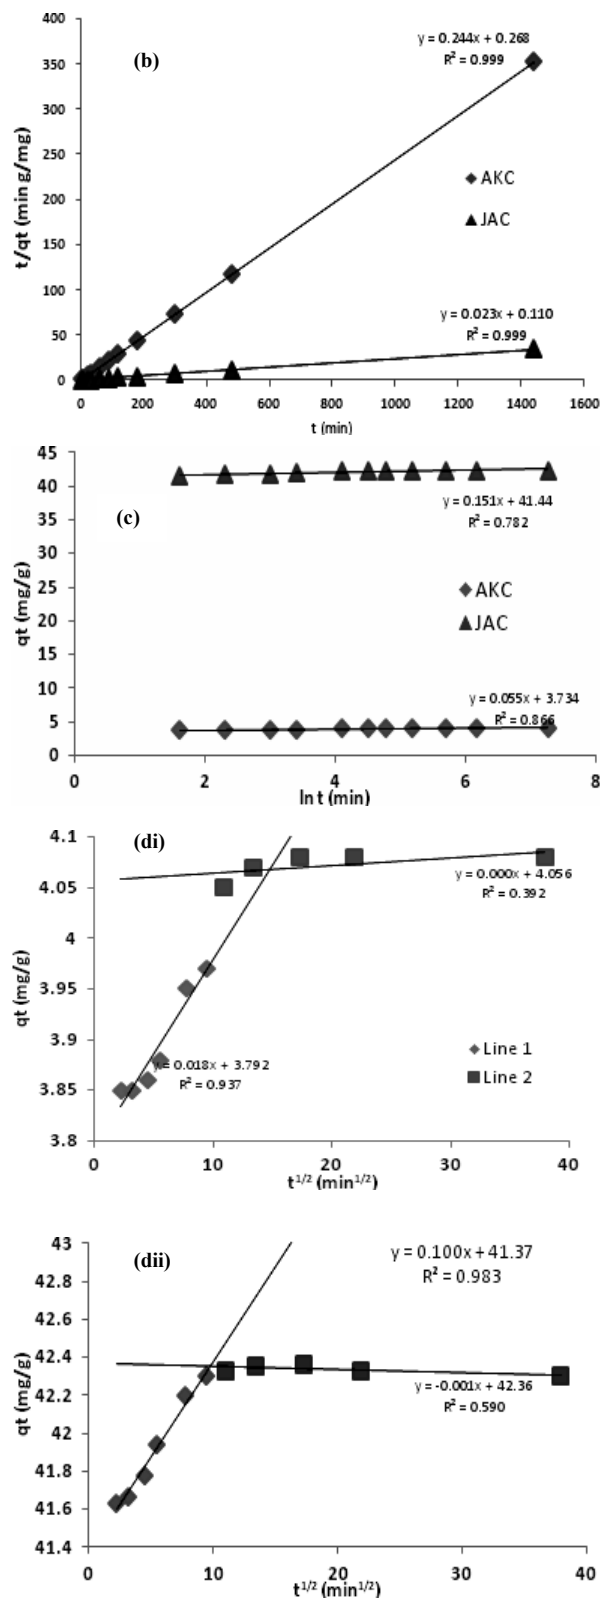 y = 0.244x + 0.268
R² = 0.999
(b)
400
350
300
250
200
150
100
50
0
t/qt (min g/mg)
AKC
JAC
y = 0.023x + 0.110
R² = 0.999
200 400 600 800 1000 1200 1400 1600
t (min)
45
40
35
30
25
20
15
10
5
0
qt (mg/g)
(c)
y = 0.151x + 41.44
R² = 0.782
AKC
JAC
y = 0.055x + 3.734
R² = 0.866
0 2 4 6 8
ln t (min)
(di)
4.1
4.05
4
3.95
3.9
3.85
3.8
qt (mg/g)
y = 0.000x + 4.056
R² = 0.392
y = 0.018x + 3.792
R² = 0.937
Line 1
Line 2
0 10 20 30 40
t^1/2 (min^1/2)
(dii)
43
42.8
42.6
42.4
42.2
42
41.8
41.6
41.4
qt (mg/g)
y = 0.100x + 41.37
R² = 0.983
y = -0.001x + 42.36
R² = 0.590
0 10 20 30 40
t^1/2 (min^1/2)